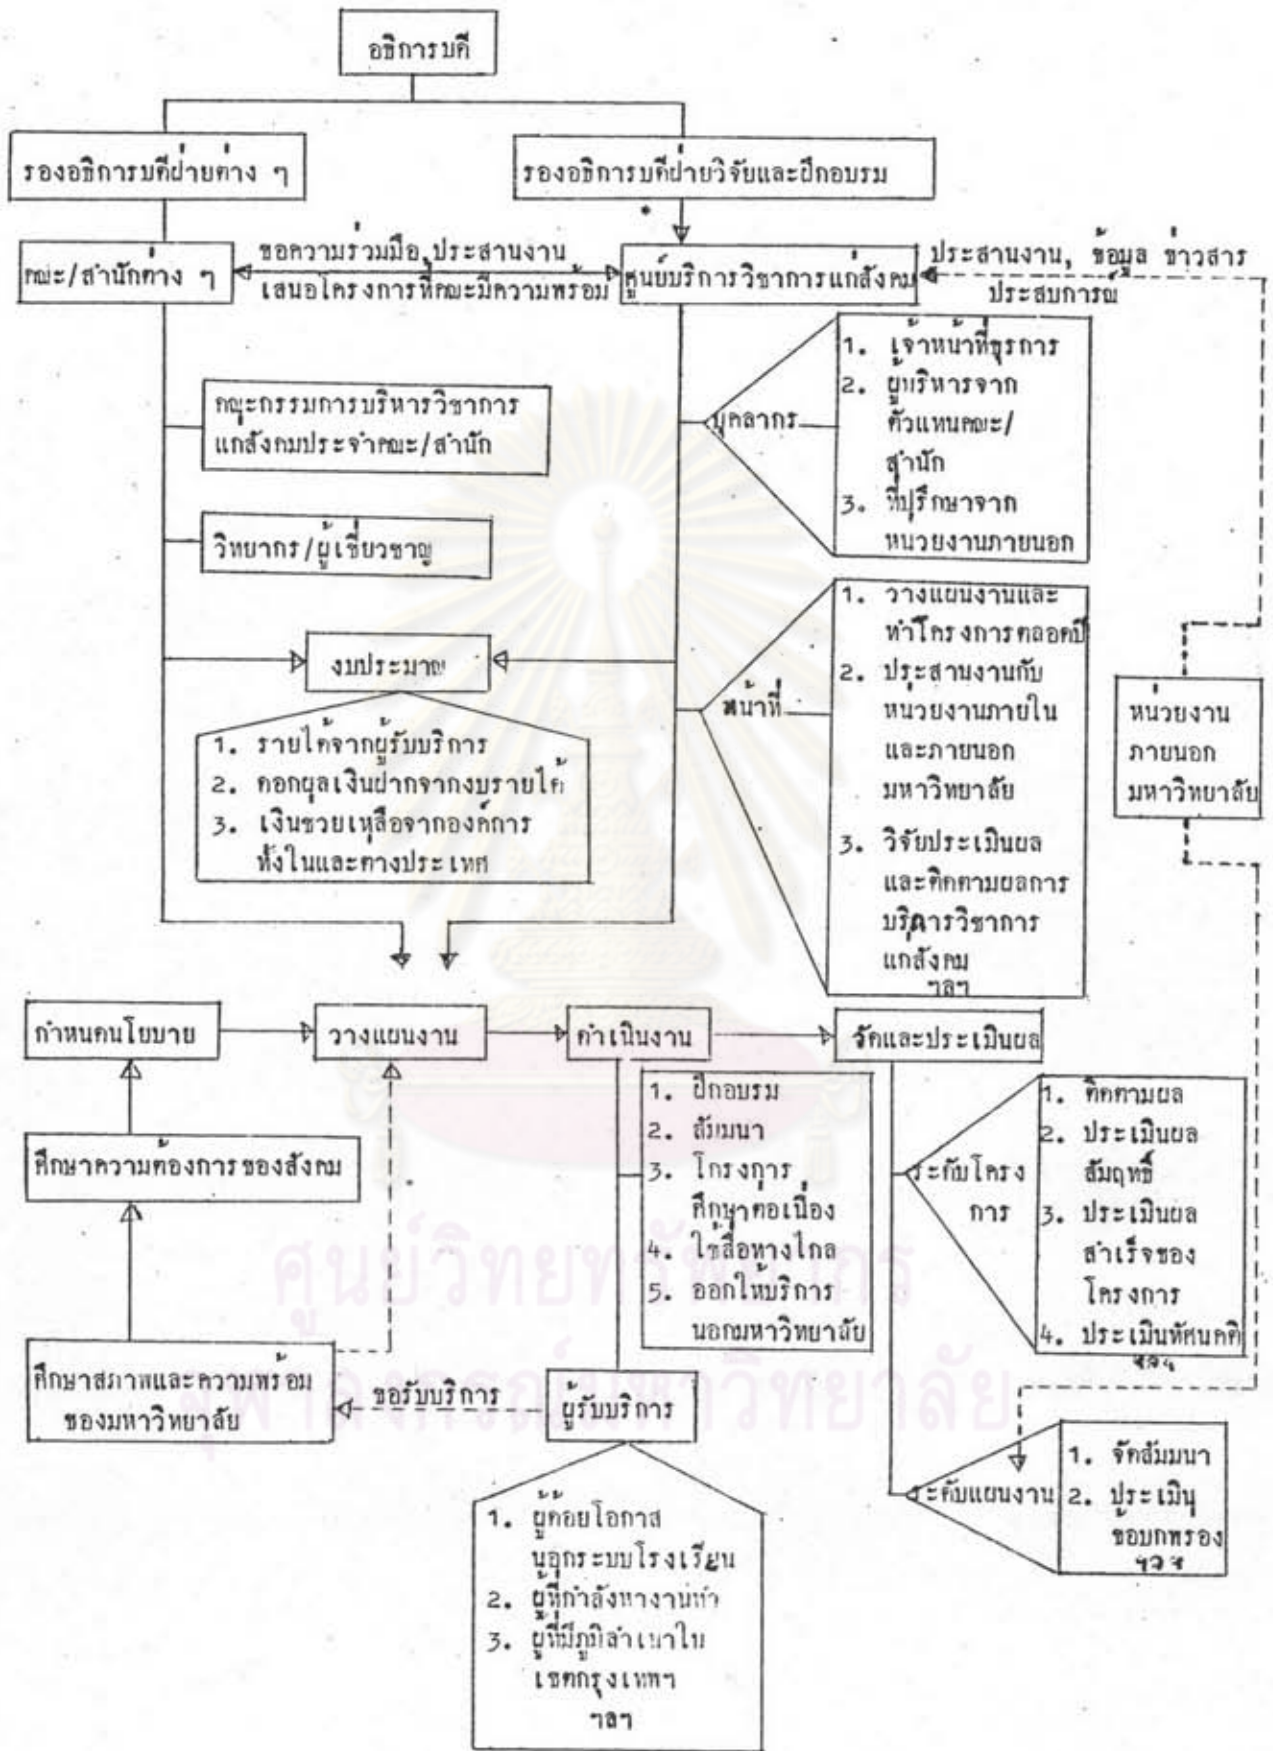 อธิการบดี
รองอธิการบดีฝ่ายต่าง ๆ
รองอธิการบดีฝ่ายวิจัยและฝึกอบรม
คณะ/สำนักต่าง ๆ
ขอความร่วมมือ,ประสานงาน
เสนอโครงการที่คณะมีความพร้อม
ศูนย์บริการวิชาการแก่สังคม
ประสานงาน, ข้อมูล ข่าวสาร
ประสบการณ์
คณะกรรมการบริหารวิชาการ
แก่สังคมประจำคณะ/สำนัก
วิทยากร/ผู้เชี่ยวชาญ
บุคลากร
1. เจ้าหน้าที่ธุรการ
2. ผู้บริหารจาก
ตัวแทนคณะ/
สำนัก
3. ที่ปรึกษาจาก
หน่วยงานภายนอก
งบประมาณ
1. รายได้จากผู้รับบริการ
2. ดอกผลเงินฝากจากงบรายได้
3. เงินช่วยเหลือจากองค์การ
ทั้งในและต่างประเทศ
หน้าที่
1. วางแผนงานและ
ทำโครงการตลอดปี
2. ประสานงานกับ
หน่วยงานภายใน
และภายนอก
มหาวิทยาลัย
3. วิจัยประเมินผล
และติดตามผลการ
บริการวิชาการ
แก่สังคม
ฯลฯ
หน่วยงาน
ภายนอก
มหาวิทยาลัย
กำหนดนโยบาย
วางแผนงาน
ดำเนินงาน
วัดและประเมินผล
ศึกษาความต้องการของสังคม
1. ฝึกอบรม
2. สัมมนา
3. โครงการ
ศึกษาต่อเนื่อง
4. ใช้สื่อทางไกล
5. ออกให้บริการ
นอกมหาวิทยาลัย
ระดับโครง
การ
1. ติดตามผล
2. ประเมินผล
สัมฤทธิ์
3. ประเมินผล
สำเร็จของ
โครงการ
4. ประเมินทัศนคติ
ฯลฯ
ศึกษาสภาพและความพร้อม
ของมหาวิทยาลัย
ขอรับบริการ
ผู้รับบริการ
ระดับแผนงาน
1. จัดสัมมนา
2. ประเมิน
ข้อบกพร่อง
ฯลฯ
1. ผู้ด้อยโอกาส
นอกระบบโรงเรียน
2. ผู้ที่กำลังหางานทำ
3. ผู้ที่มีภูมิลำเนาใน
เขตกรุงเทพฯ
ฯลฯ
ศูนย์วิทยทรัพยากร
จุฬาลงกรณ์มหาวิทยาลัย